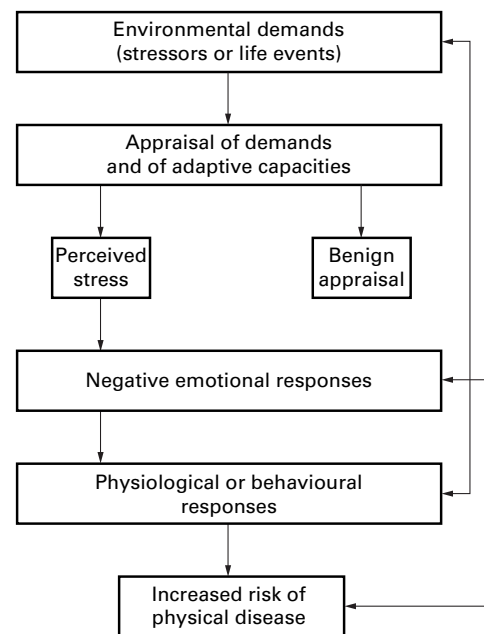 Environmental demands
(stressors or life events)
Appraisal of demands
and of adaptive capacities
Perceived
stress
Benign
appraisal
Negative emotional responses
Physiological or behavioural
responses
Increased risk of
physical disease